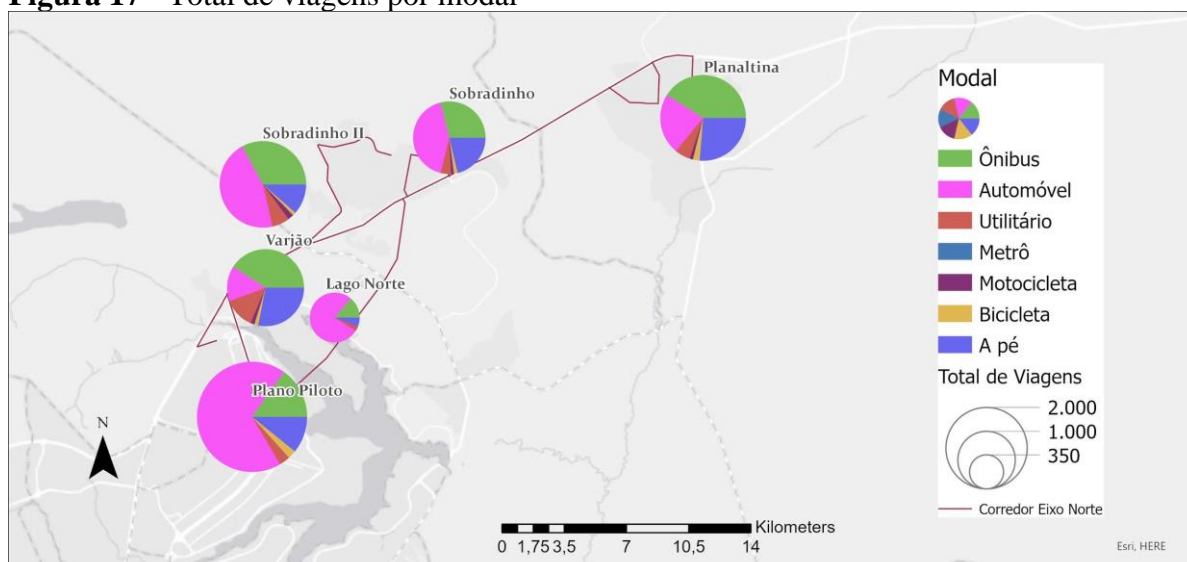 Figura 17 - Total de viagens por modal
Planaltina
Sobradinho
Sobradinho II
Varjão
Lago Norte
Plano Piloto
N
Modal
Ônibus
Automóvel
Utilitário
Metrô
Motocicleta
Bicicleta
A pé
Total de Viagens
2.000
1.000
350
Corredor Eixo Norte
Kilometers
0 1,75 3,5 7 10,5 14
Esri, HERE